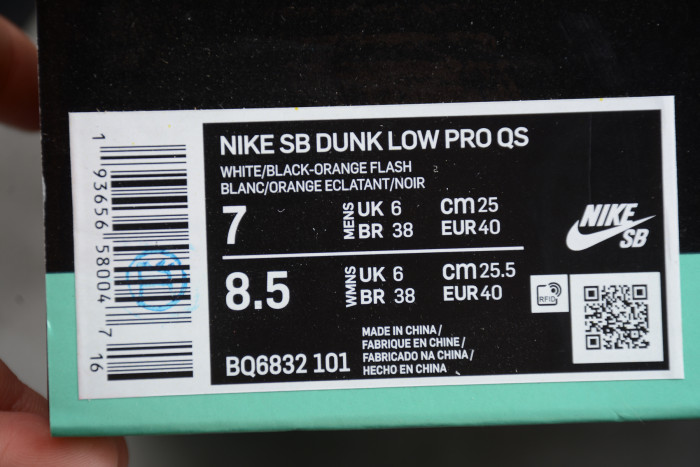 NIKE SB DUNK LOW PRO QS
WHITE/BLACK-ORANGE FLASH
BLANC/ORANGE ECLATANT/NOIR
7 MENS UK 6 cm 25
BR 38 EUR 40
8.5 WMNS UK 6 cm 25.5
BR 38 EUR 40
BQ6832 101
MADE IN CHINA/
FABRIQUE EN CHINE/
FABRICADO NA CHINA/
HECHO EN CHINA
NIKE
SB
RFID
1 93656 58004 7 16